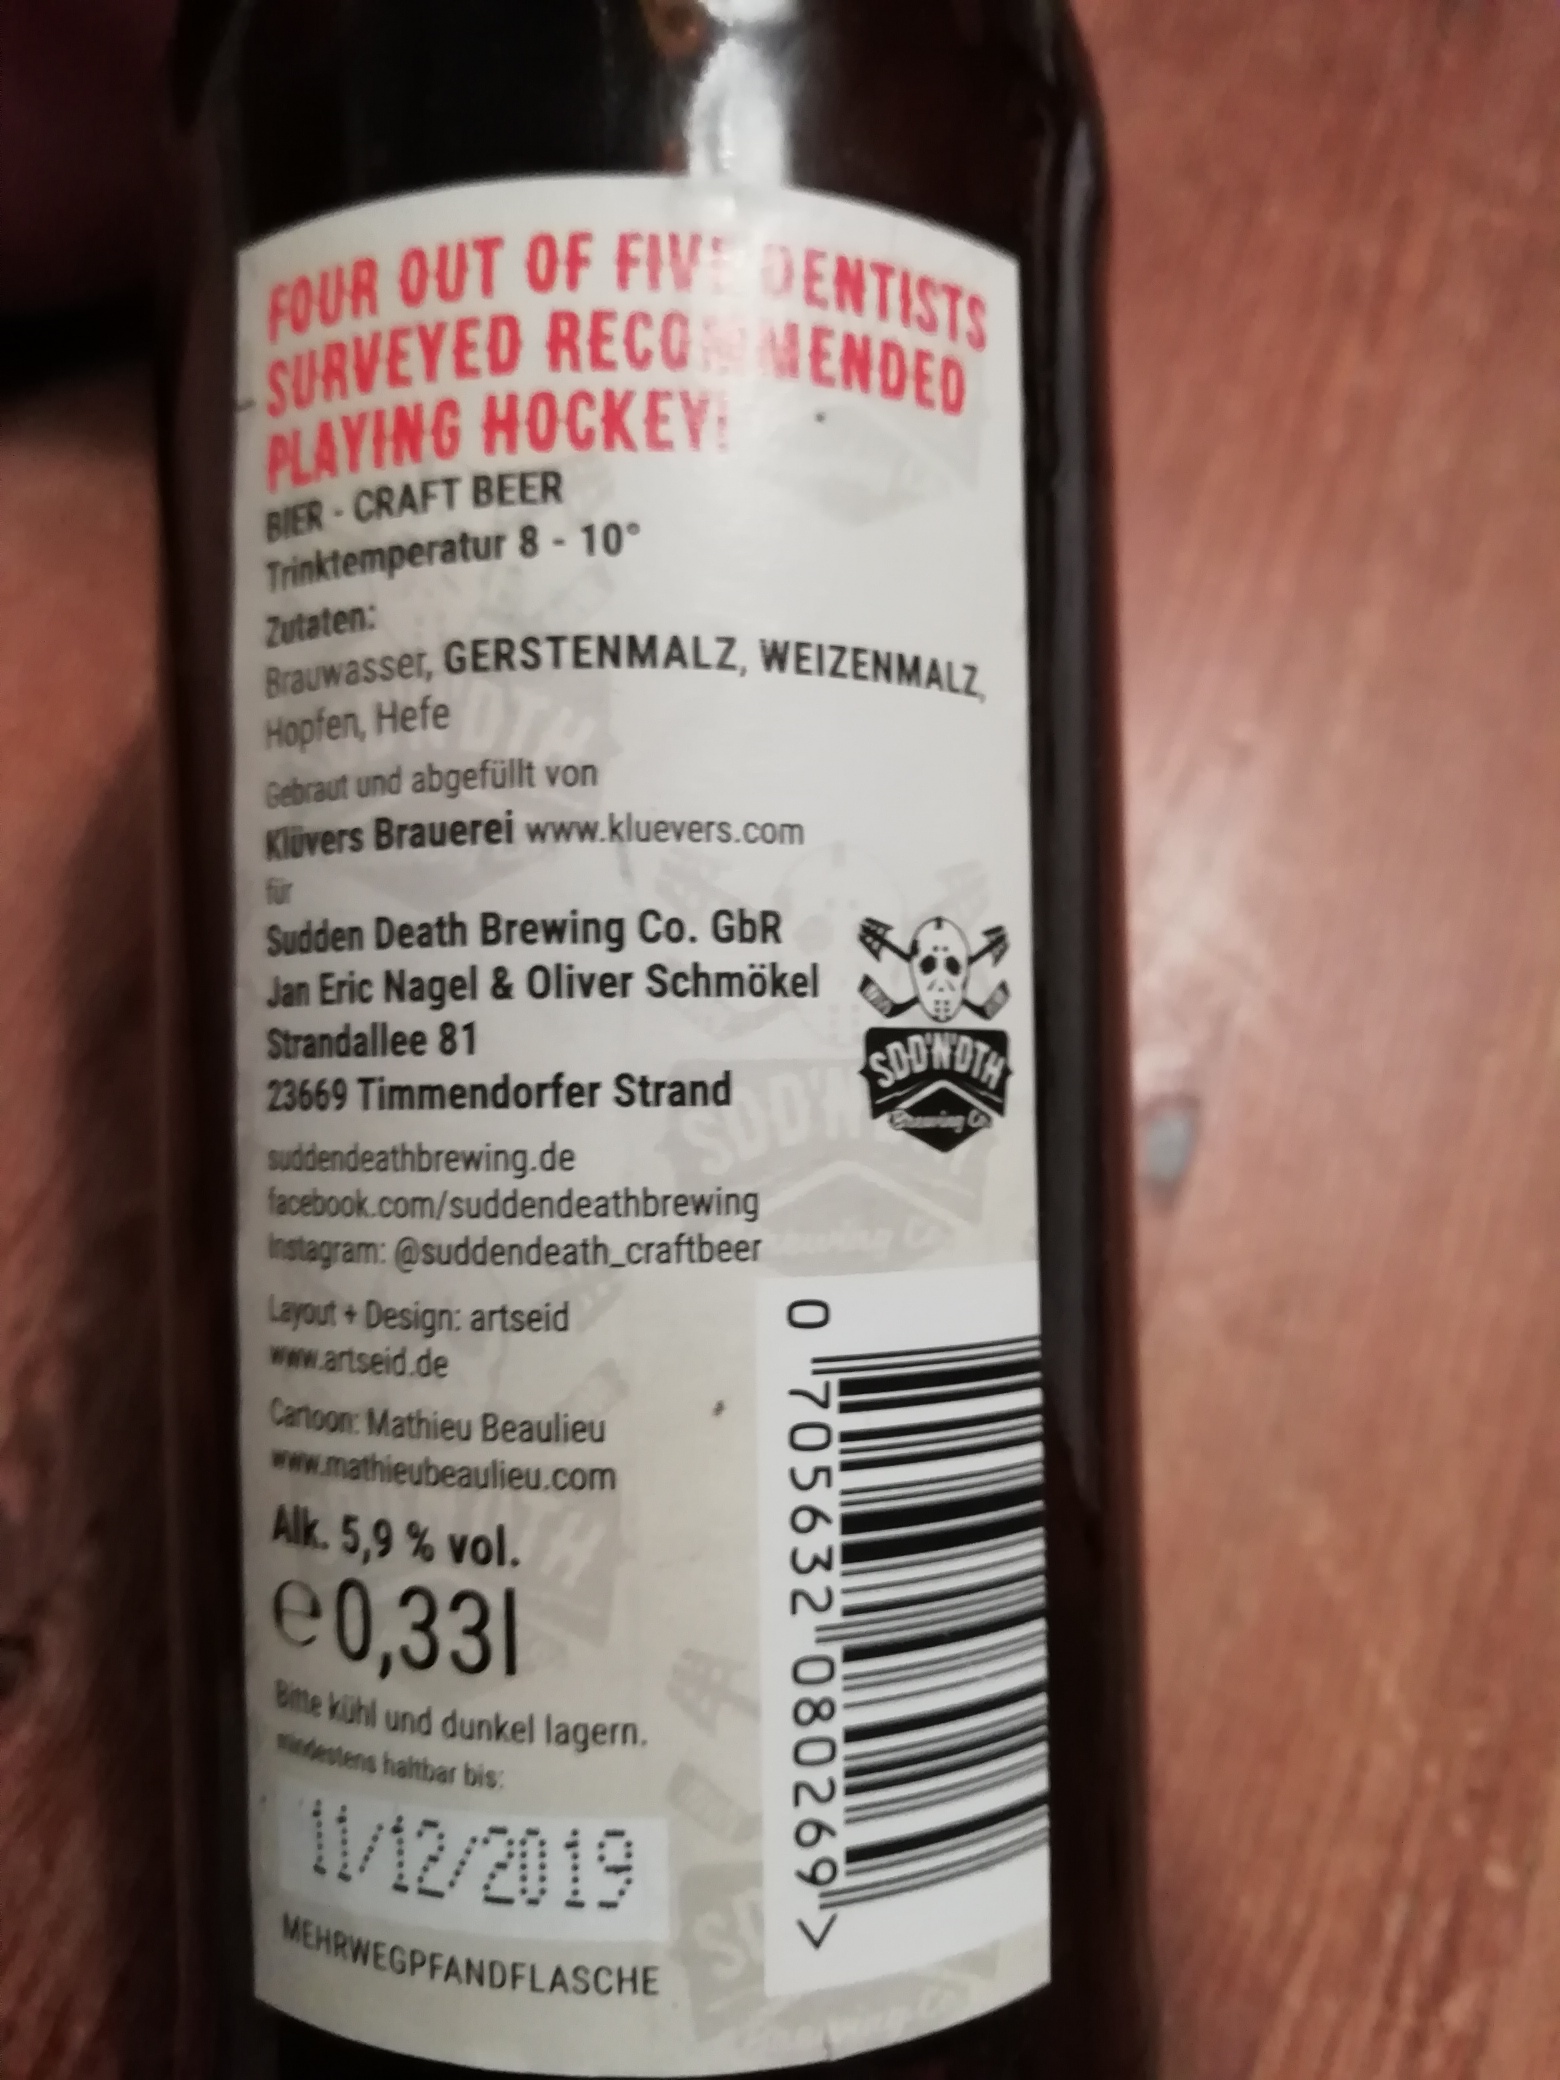 FOUR OUT OF FIVE DENTISTS
SURVEYED RECOMMENDED
PLAYING HOCKEY!
BIER - CRAFT BEER
Trinktemperatur 8 - 10°
Zutaten:
Brauwasser, GERSTENMALZ, WEIZENMALZ,
Hopfen, Hefe
Gebraut und abgefüllt von
Klüvers Brauerei www.kluevers.com
für
Sudden Death Brewing Co. GbR
Jan Eric Nagel & Oliver Schmökel
Strandallee 81
23669 Timmendorfer Strand
SDD'N'DTH
Brewing Co.
suddendeathbrewing.de
facebook.com/suddendeathbrewing
Instagram: @suddendeath_craftbeer
Layout + Design: artseid
www.artseid.de
Cartoon: Mathieu Beaulieu
www.mathieubeaulieu.com
Alk. 5,9 % vol.
e 0,33l
Bitte kühl und dunkel lagern.
mindestens haltbar bis:
11/12/2019
MEHRWEGPFANDFLASCHE
0 705632 080269 >